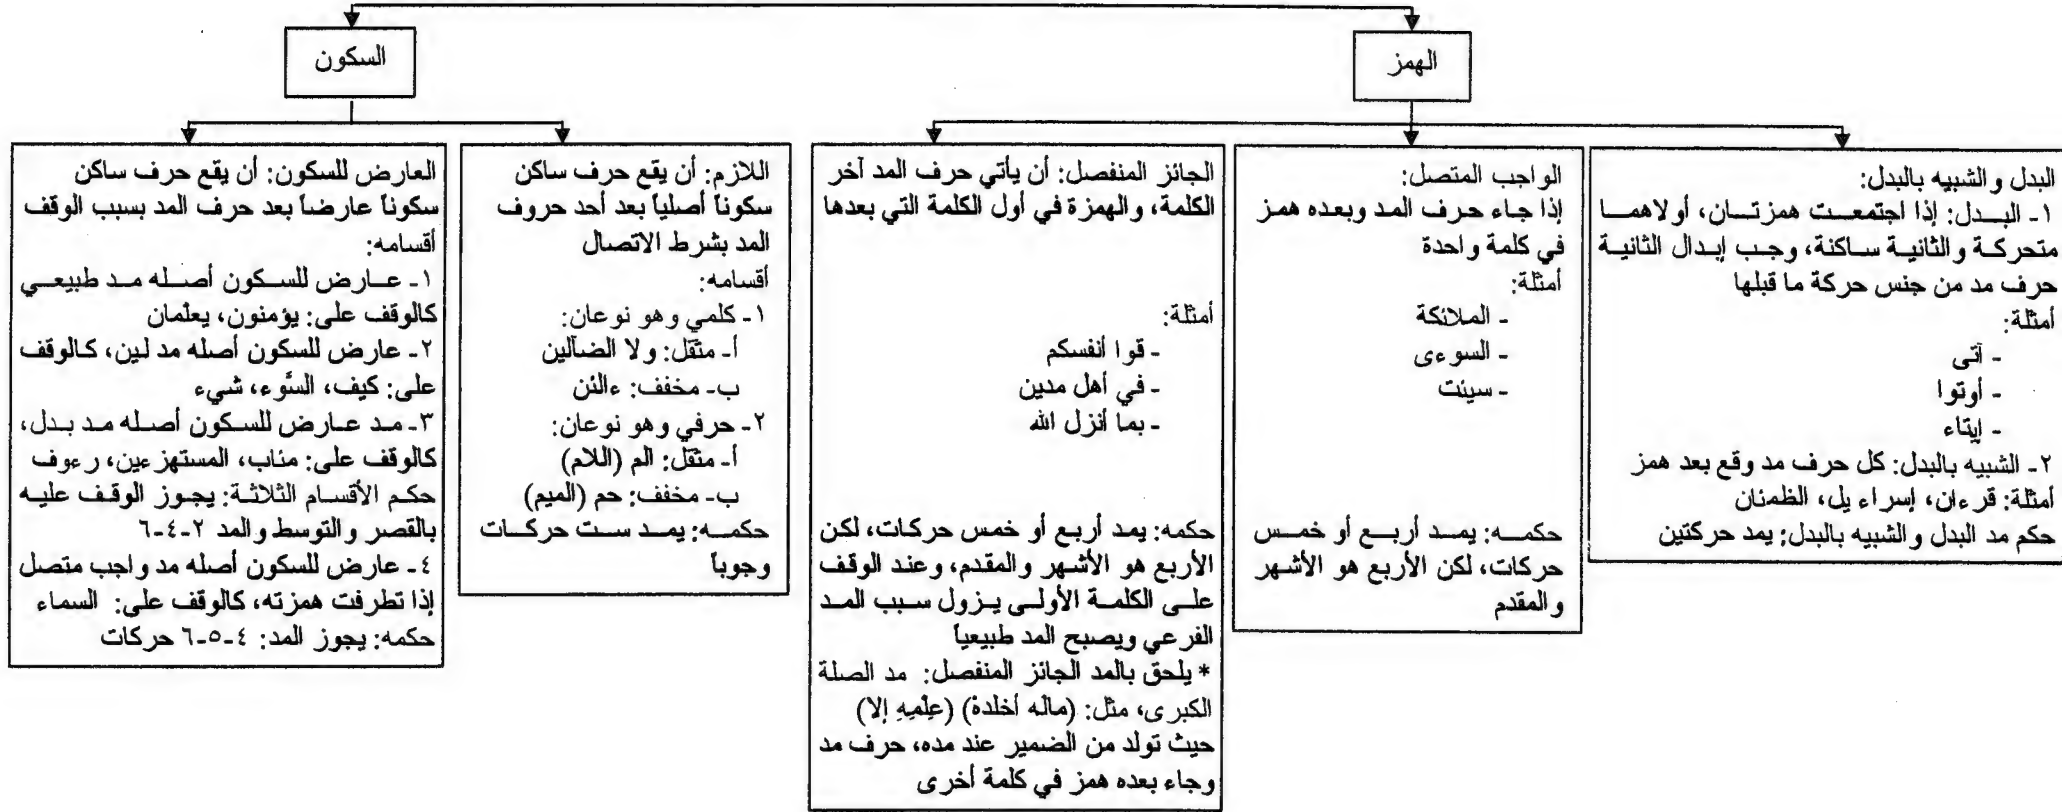 الهمز
السكون
البدل والشبيه بالبدل:
١- البدل: إذا اجتمعت همزتان، أولاهما
متحركة والثانية ساكنة، وجب إبدال الثانية
حرف مد من جنس حركة ما قبلها
أمثلة:
- آتى
- أوتوا
- إيتاء
٢- الشبيه بالبدل: كل حرف مد وقع بعد همز
أمثلة: قرءان، إسراءيل، الظمئان
حكم مد البدل والشبيه بالبدل: يمد حركتين
الواجب المتصل:
إذا جاء حرف المد وبعده همز
في كلمة واحدة
أمثلة:
- الملائكة
- السوءى
- سيئت
حكمه: يمد أربع أو خمس
حركات، لكن الأربع هو الأشهر
والمقدم
الجائز المنفصل: أن يأتي حرف المد آخر
الكلمة، والهمزة في أول الكلمة التي بعدها
أمثلة:
- قوا أنفسكم
- في أهل مدين
- بما أنزل الله
حكمه: يمد أربع أو خمس حركات، لكن
الأربع هو الأشهر والمقدم، وعند الوقف
على الكلمة الأولى يزول سبب المد
الفرعي ويصبح المد طبيعياً
* يلحق بالمد الجائز المنفصل: مد الصلة
الكبرى، مثل: (مالَه أخلدهُ) (عِلْمِهِ إلا)
حيث تولد من الضمير عند مده، حرف مد
وجاء بعده همز في كلمة أخرى
اللازم: أن يقع حرف ساكن
سكوناً أصلياً بعد أحد حروف
المد بشرط الاتصال
أقسامه:
١- كلمي وهو نوعان:
أ- مثقل: ولا الضآلين
ب- مخفف: ءالئن
٢- حرفي وهو نوعان:
أ- مثقل: الم (اللام)
ب- مخفف: حم (الميم)
حكمه: يمد ست حركات
وجوباً
العارض للسكون: أن يقع حرف ساكن
سكوناً عارضاً بعد حرف المد بسبب الوقف
أقسامه:
١- عارض للسكون أصله مد طبيعي
كالوقف على: يؤمنون، يعلّمان
٢- عارض للسكون أصله مد لين، كالوقف
على: كيف، السَّوء، شيء
٣- مد عارض للسكون أصله مد بدل،
كالوقف على: مئاب، المستهزءين، رءوف
حكم الأقسام الثلاثة: يجوز الوقف عليه
بالقصر والتوسط والمد ٢-٤-٦
٤- عارض للسكون أصله مد واجب متصل
إذا تطرفت همزته، كالوقف على: السماء
حكمه: يجوز المد: ٤-٥-٦ حركات